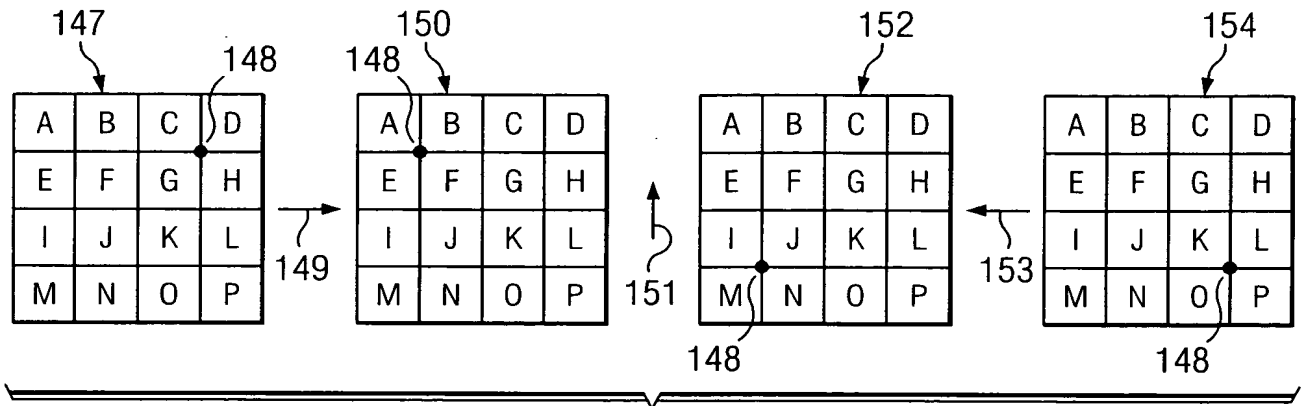 147
148
150
148
152
154
A B C D
E F G H
I J K L
M N O P
149
A B C D
E F G H
I J K L
M N O P
151
A B C D
E F G H
I J K L
M N O P
148
153
A B C D
E F G H
I J K L
M N O P
148